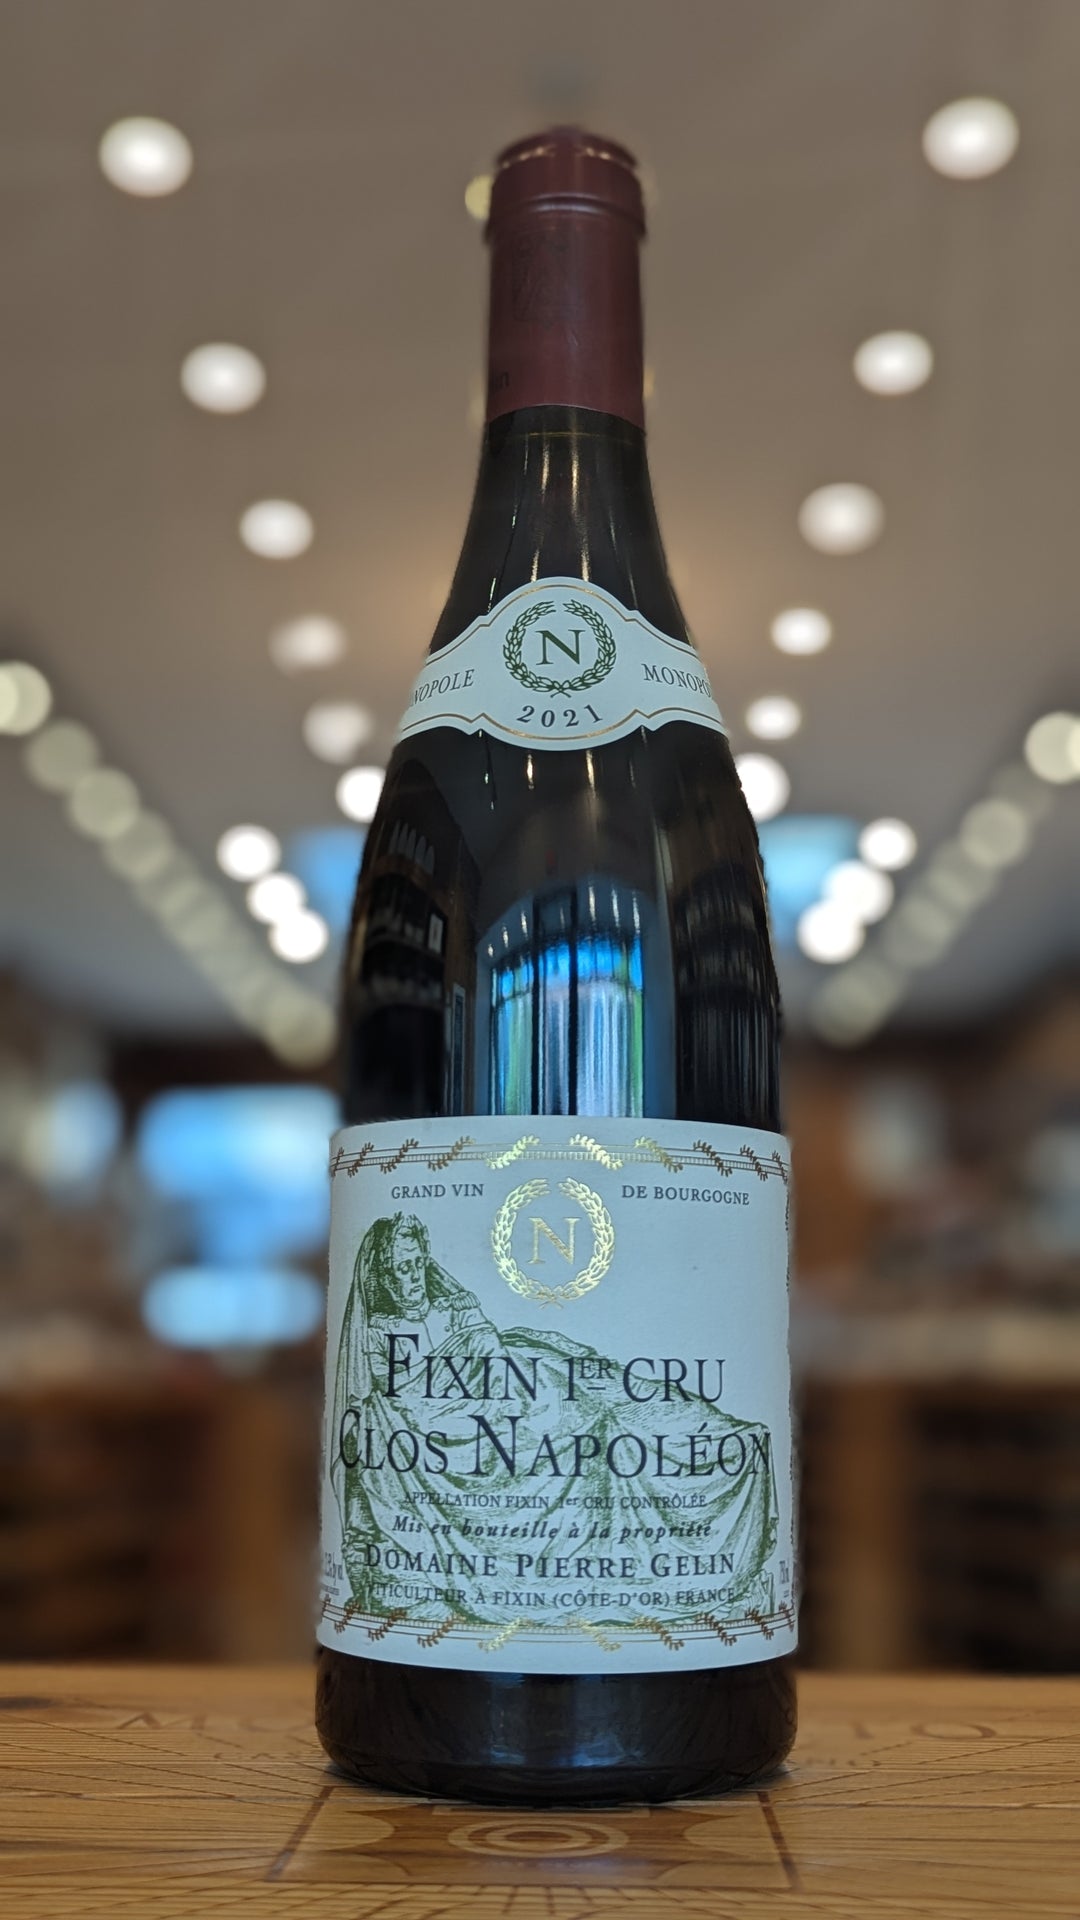 N
MONOPOLE
2021
GRAND VIN DE BOURGOGNE
N
FIXIN 1ER CRU
CLOS NAPOLÉON
APPELLATION FIXIN 1er CRU CONTRÔLÉE
Mis en bouteille à la propriété
DOMAINE PIERRE GELIN
VITICULTEUR À FIXIN (CÔTE-D'OR) FRANCE